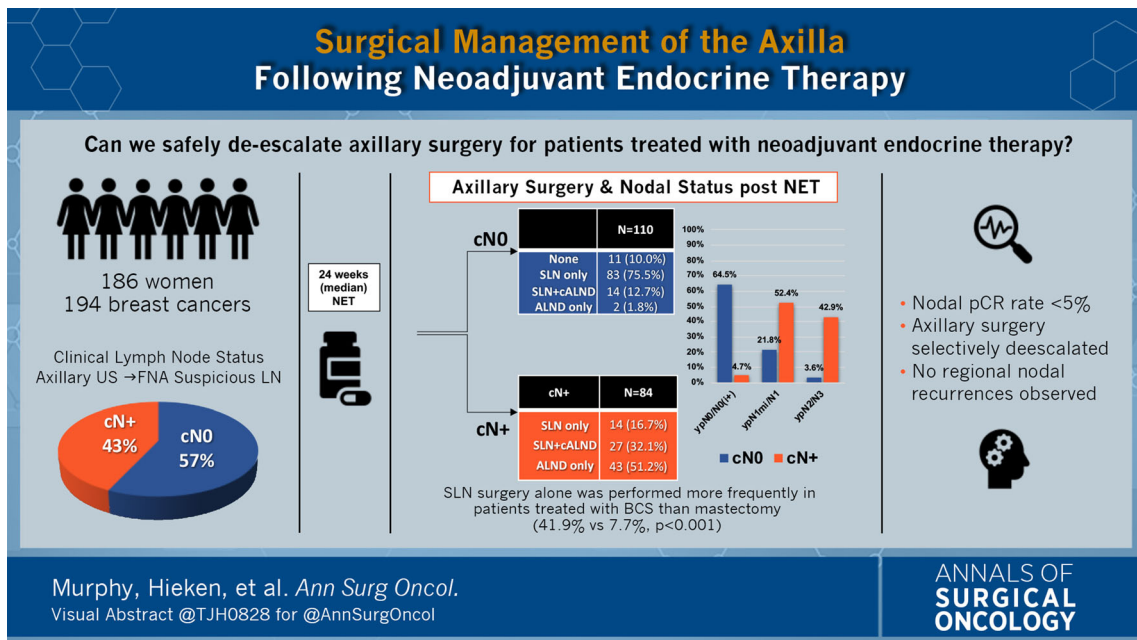 Surgical Management of the Axilla
Following Neoadjuvant Endocrine Therapy
Can we safely de-escalate axillary surgery for patients treated with neoadjuvant endocrine therapy?
186 women
194 breast cancers
Clinical Lymph Node Status
Axillary US →FNA Suspicious LN
cN+
43%
cN0
57%
24 weeks
(median)
NET
Axillary Surgery & Nodal Status post NET
cN0
N=110
None 11 (10.0%)
SLN only 83 (75.5%)
SLN+cALND 14 (12.7%)
ALND only 2 (1.8%)
cN+
cN+ N=84
SLN only 14 (16.7%)
SLN+cALND 27 (32.1%)
ALND only 43 (51.2%)
100%
90%
80%
70%
60%
50%
40%
30%
20%
10%
0%
64.5%
4.7%
21.8%
52.4%
3.6%
42.9%
ypN0/N0(i+)
ypN1mi/N1
ypN2/N3
cN0 cN+
SLN surgery alone was performed more frequently in
patients treated with BCS than mastectomy
(41.9% vs 7.7%, p<0.001)
• Nodal pCR rate <5%
• Axillary surgery
selectively deescalated
• No regional nodal
recurrences observed
Murphy, Hieken, et al. Ann Surg Oncol.
Visual Abstract @TJH0828 for @AnnSurgOncol
ANNALS OF
SURGICAL
ONCOLOGY